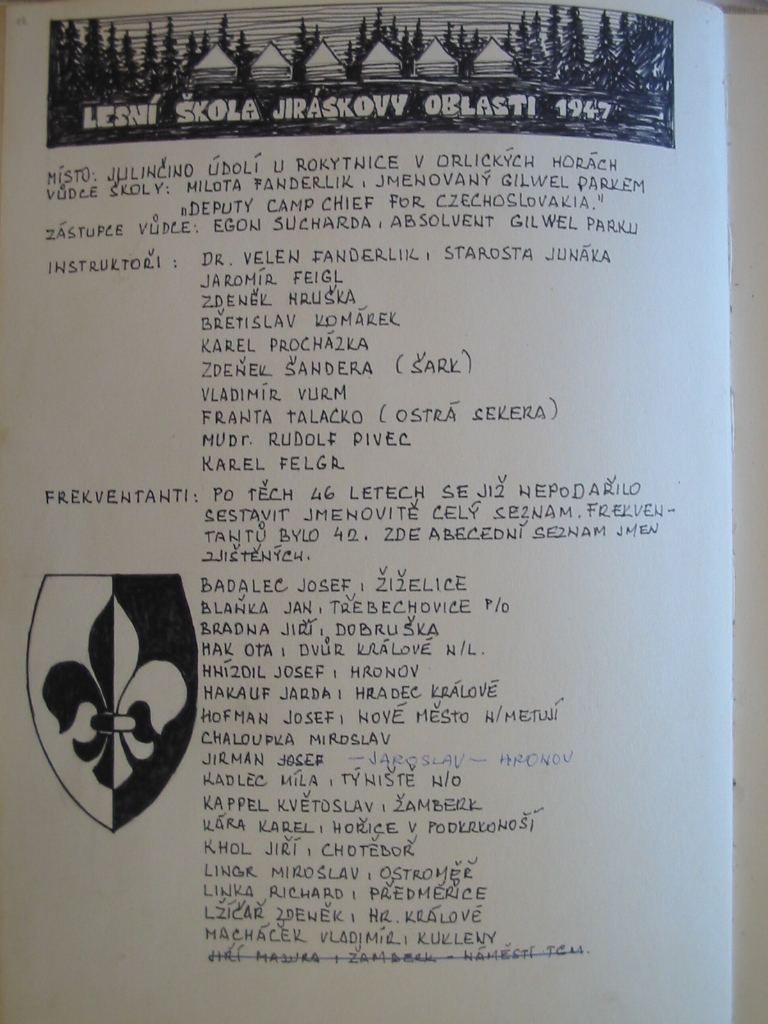 LESNÍ ŠKOLA JIRÁSKOVY OBLASTI 1947
MÍSTO: JULINČINO ÚDOLÍ U ROKYTNICE V ORLICKÝCH HORÁCH
VŮDCE ŠKOLY: MILOTA FANDERLIK, JMENOVANÝ GILWEL PARKEM
„DEPUTY CAMP CHIEF FOR CZECHOSLOVAKIA."
ZÁSTUPCE VŮDCE: EGON SUCHARDA, ABSOLVENT GILWEL PARKU
INSTRUKTOŘI: DR. VELEN FANDERLIK, STAROSTA JUNÁKA
JAROMÍR FEIGL
ZDENĚK HRUŠKA
BŘETISLAV KOMÁREK
KAREL PROCHÁZKA
ZDEŇEK ŠANDERA (ŠARK)
VLADIMÍR VURM
FRANTA TALACKO (OSTRÁ SEKERA)
MUDr. RUDOLF PIVEC
KAREL FELGR
FREKVENTANTI: PO TĚCH 46 LETECH SE JIŽ NEPODAŘILO
SESTAVIT JMENOVITĚ CELÝ SEZNAM. FREKVEN-
TANTŮ BYLO 42. ZDE ABECEDNÍ SEZNAM JMEN
ZJIŠTĚNÝCH.
BADALEC JOSEF, ŽIŽELICE
BLAŇKA JAN, TŘEBECHOVICE P/O
BRADNA JIŘÍ, DOBRUŠKA
HAK OTA, DVŮR KRÁLOVÉ N/L.
HNÍZDIL JOSEF, HRONOV
HAKAUF JARDA, HRADEC KRÁLOVÉ
HOFMAN JOSEF, NOVÉ MĚSTO N/METUJÍ
CHALOUPKA MIROSLAV
JIRMAN JOSEF - JAROSLAV - HRONOV
KADLEC MÍLA, TÝNIŠTĚ N/O
KAPPEL KVĚTOSLAV, ŽAMBERK
KÁRA KAREL, HOŘICE V PODKRKONOŠÍ
KHOL JIŘÍ, CHOTĚBOŘ
LINGR MIROSLAV, OSTROMĚŘ
LINKA RICHARD, PŘEDMĚŘICE
LŽÍČAŘ ZDENĚK, HR. KRÁLOVÉ
MACHÁČEK VLADIMÍR, KUKLENY
JIŘÍ MAZURA, ŽAMBERK - NÁMĚSTÍ TGM.